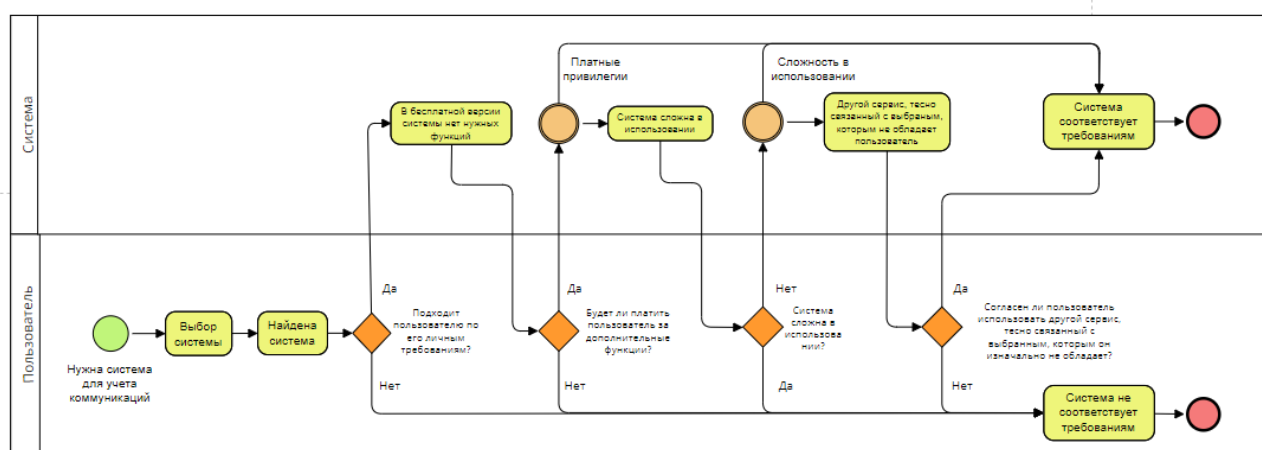 Система
Платные
привилегии
Сложность в
использовании
В бесплатной версии
системы нет нужных
функций
Система сложна в
использовании
Другой сервис, тесно
связанный с выбраным,
которым не обладает
пользователь
Система
соответствует
требованиям
Пользователь
Да
Да
Нет
Да
Нужна система
для учета
коммуникаций
Выбор
системы
Найдена
система
Подходит
пользователю по
его личным
требованиям?
Будет ли платить
пользователь за
дополнительные
функции?
Система
сложна в
использова
нии?
Согласен ли пользователь
использовать другой сервис,
тесно связанный с
выбранным, которым он
изначально не обладает?
Нет
Нет
Да
Нет
Система не
соответствует
требованиям